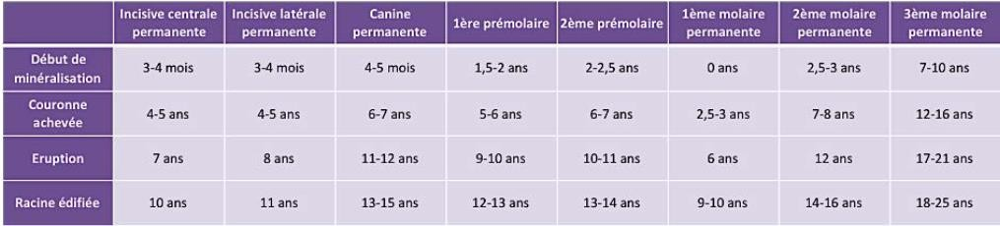 Incisive centrale permanente | Incisive latérale permanente | Canine permanente | 1ère prémolaire | 2ème prémolaire | 1ème molaire permanente | 2ème molaire permanente | 3ème molaire permanente
Début de minéralisation | 3-4 mois | 3-4 mois | 4-5 mois | 1,5-2 ans | 2-2,5 ans | 0 ans | 2,5-3 ans | 7-10 ans
Couronne achevée | 4-5 ans | 4-5 ans | 6-7 ans | 5-6 ans | 6-7 ans | 2,5-3 ans | 7-8 ans | 12-16 ans
Eruption | 7 ans | 8 ans | 11-12 ans | 9-10 ans | 10-11 ans | 6 ans | 12 ans | 17-21 ans
Racine édifiée | 10 ans | 11 ans | 13-15 ans | 12-13 ans | 13-14 ans | 9-10 ans | 14-16 ans | 18-25 ans